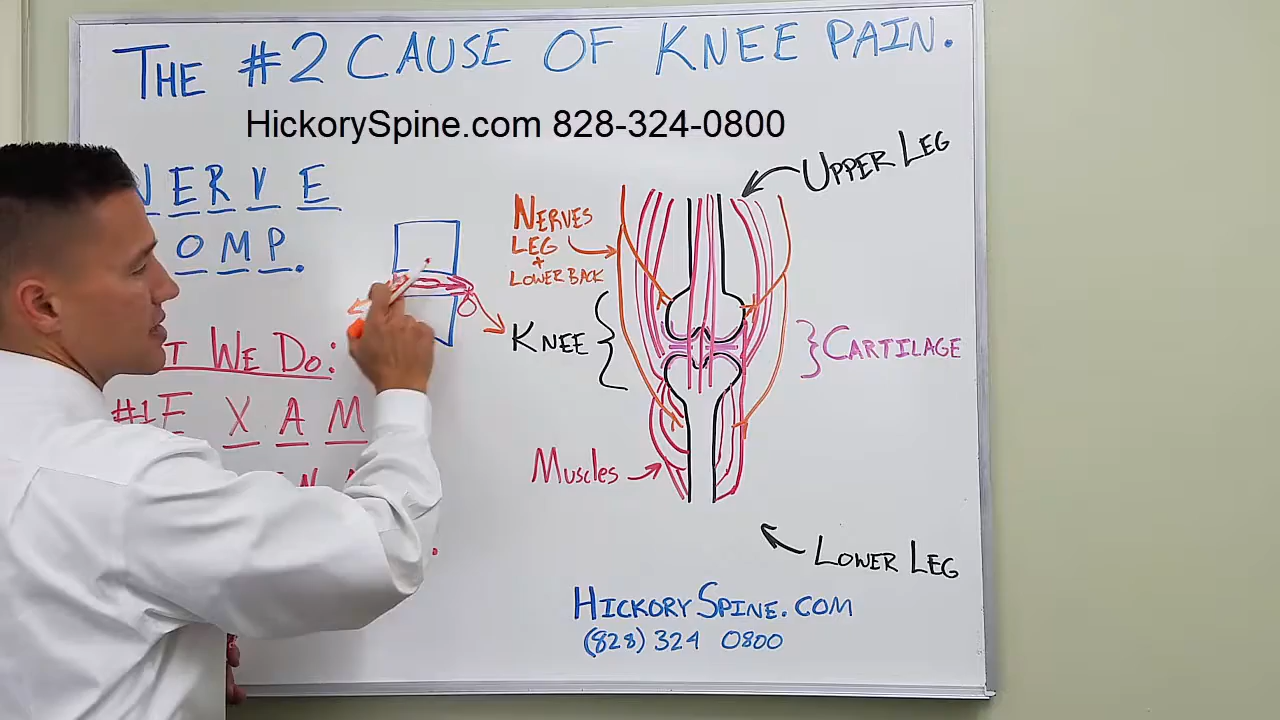 THE #2 CAUSE OF KNEE PAIN.
HickorySpine.com 828-324-0800
UPPER LEG
NERVE
OMP.
NERVES
LEG
+
LOWER BACK
KNEE
CARTILAGE
WE DO:
#1 EXAM
MUSCLES
LOWER LEG
HICKORYSPINE.COM
(828) 324 0800